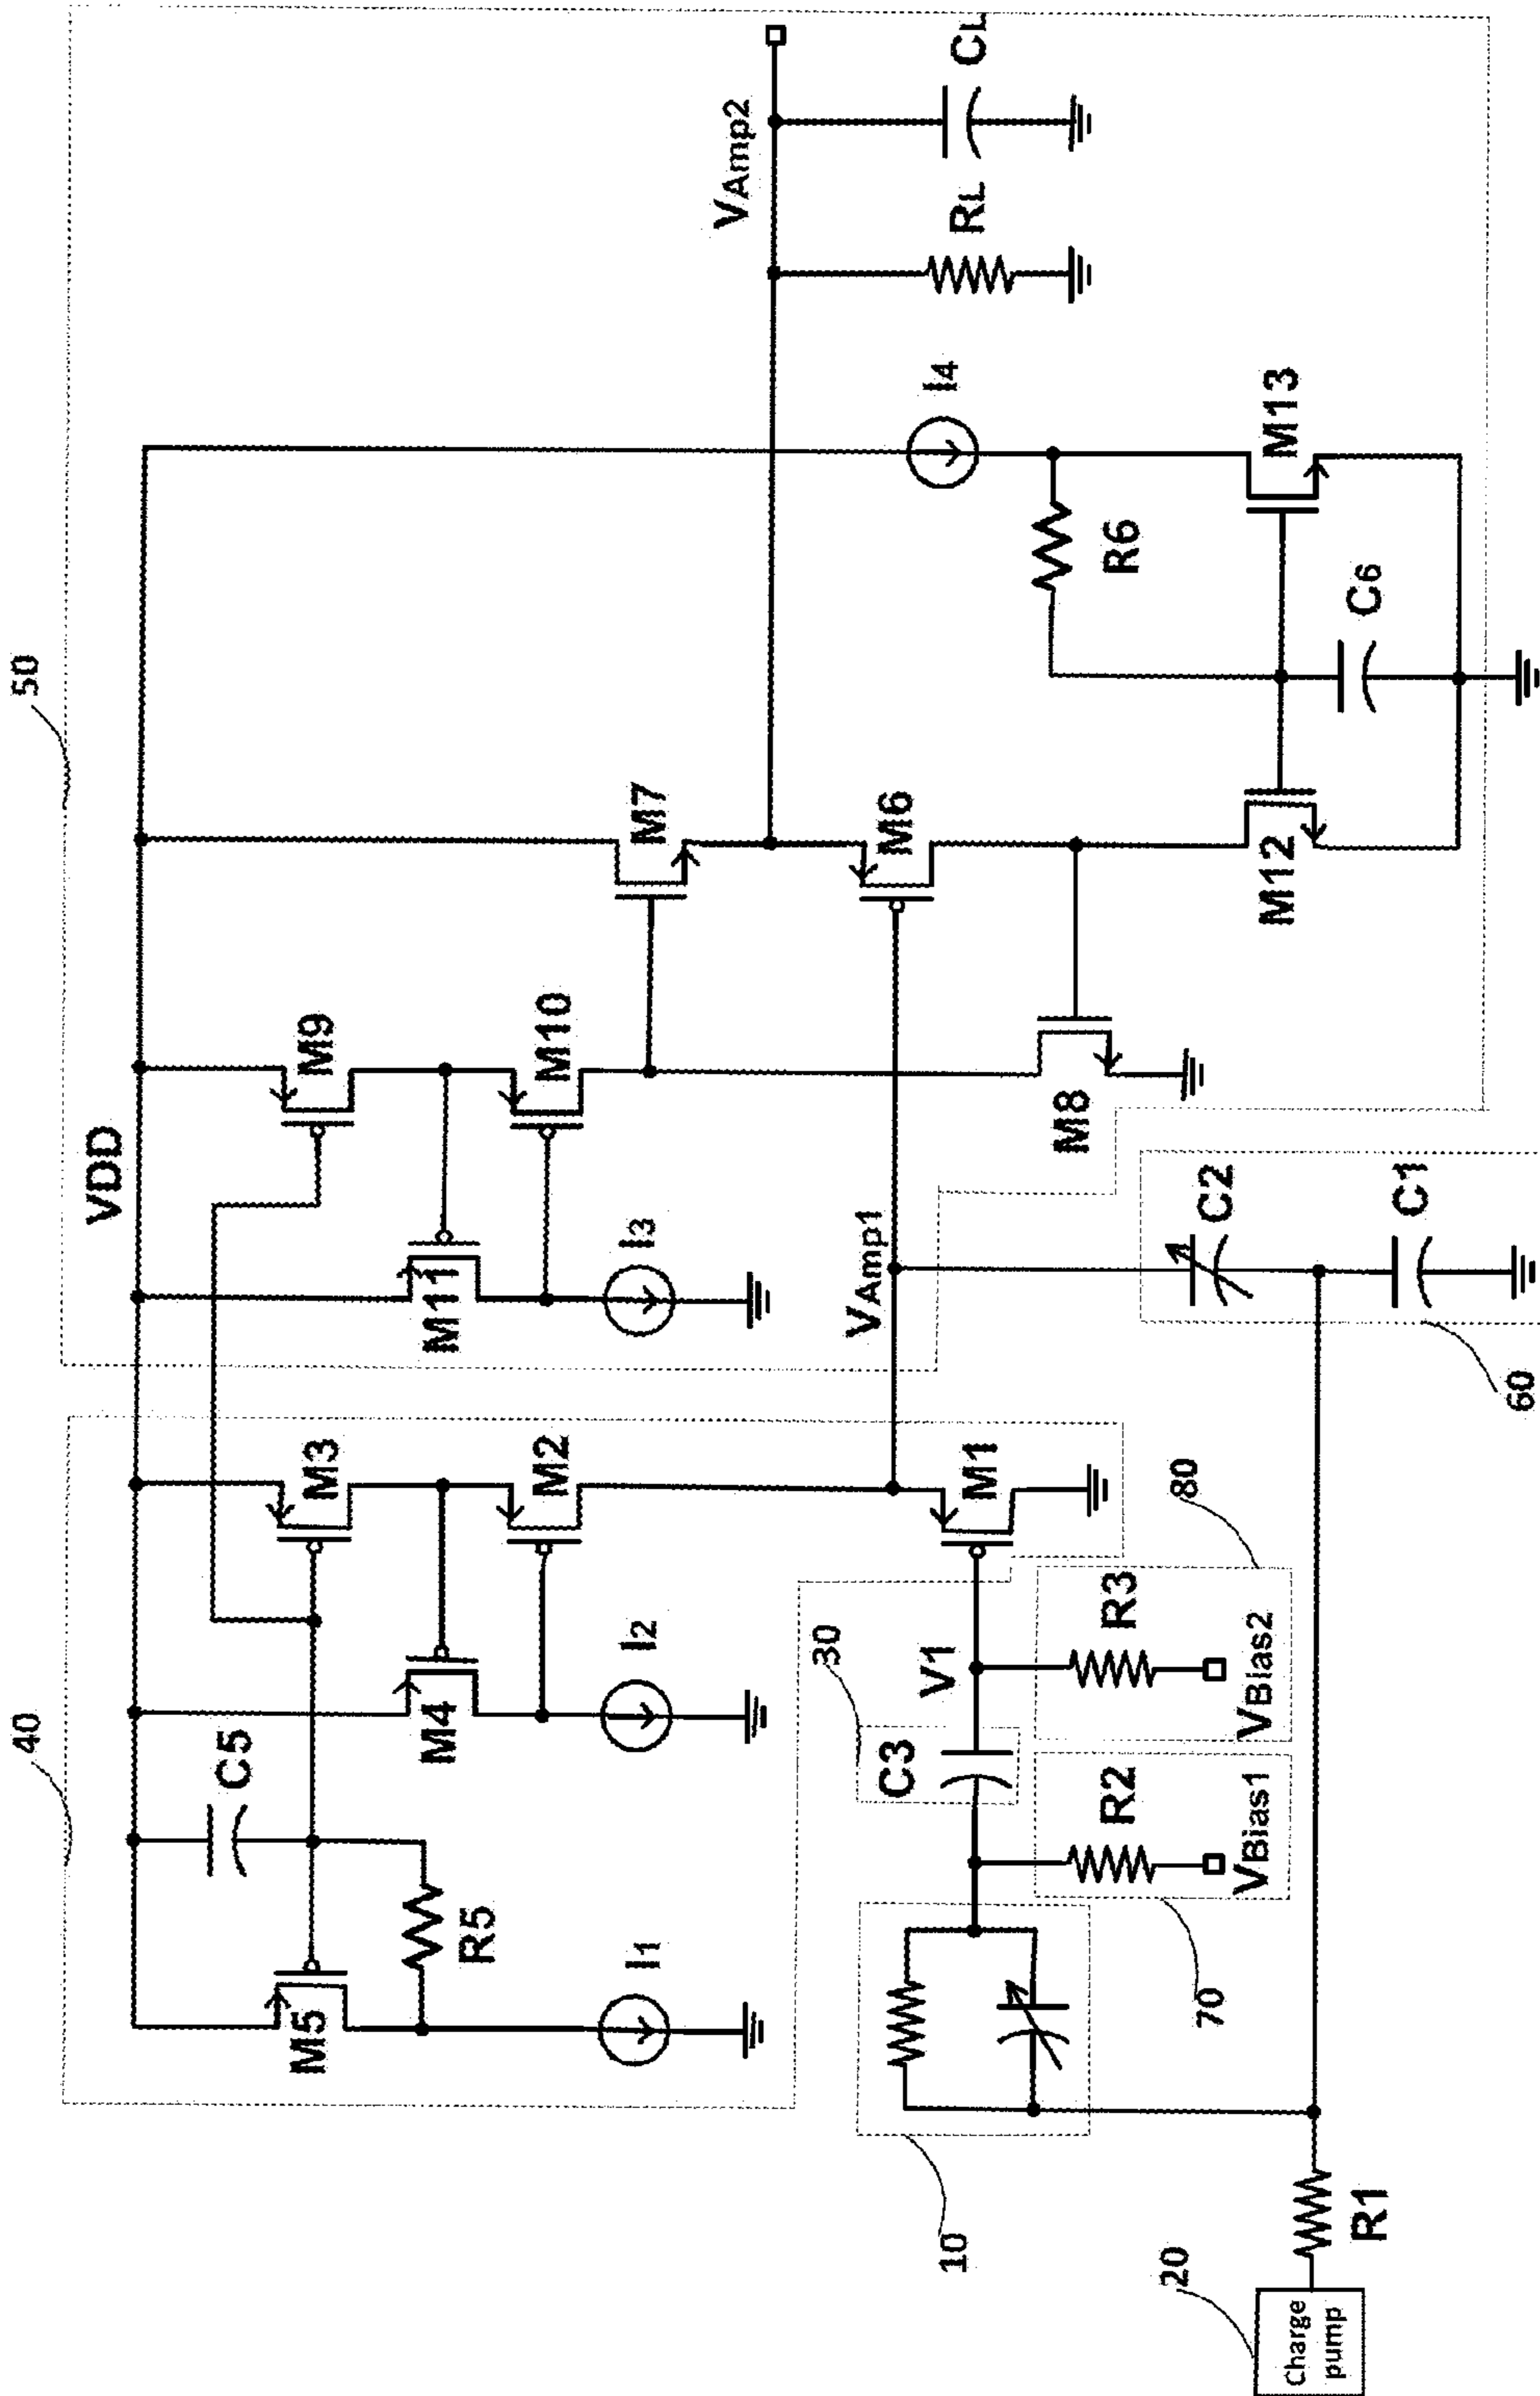 40
50
VDD
C5
M5
R5
I1
M4
I2
M3
M2
M9
M10
M11
I3
M7
VAmp2
RL
CL
M6
VAmp1
M8
M12
M13
I4
R6
C6
10
30
C3
V1
M1
R2
VBias1
70
R3
VBias2
80
C2
C1
60
20
Charge
pump
R1